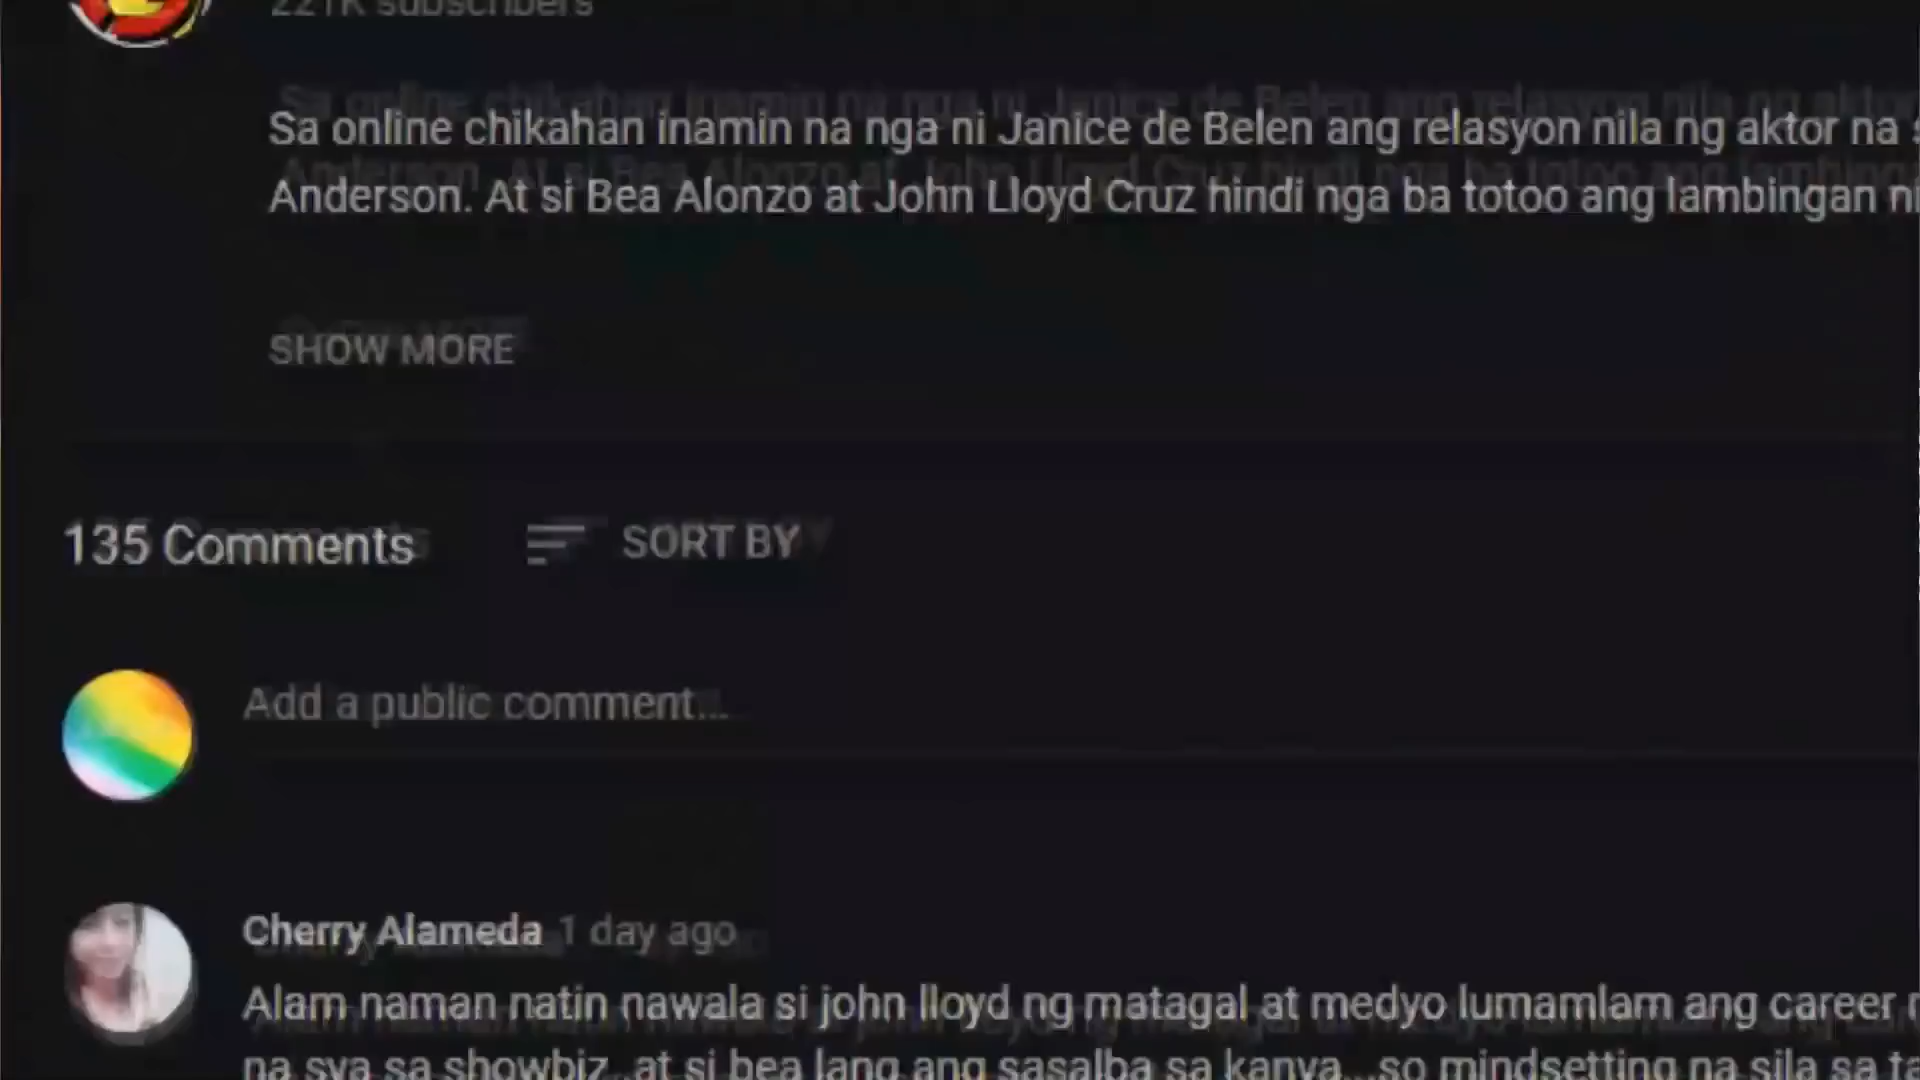 221K subscribers
Sa online chikahan inamin na nga ni Janice de Belen ang relasyon nila ng aktor na
Anderson. At si Bea Alonzo at John Lloyd Cruz hindi nga ba totoo ang lambingan
SHOW MORE
135 Comments
SORT BY
Add a public comment...
Cherry Alameda 1 day ago
Alam naman natin nawala si john lloyd ng matagal at medyo lumamlam ang career
na sya sa showbiz..at si bea lang ang sasalba sa kanya...so mindsetting na sila sa